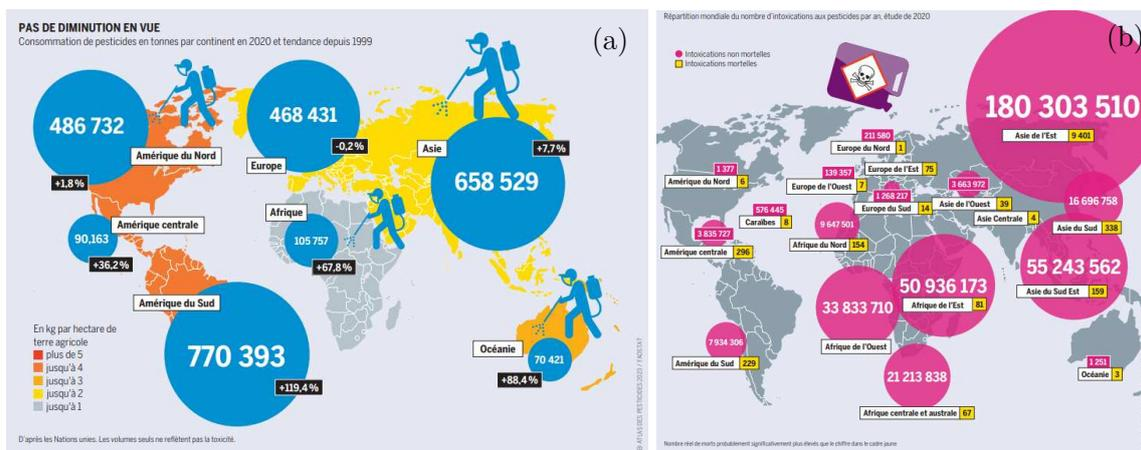 PAS DE DIMINUTION EN VUE
Consommation de pesticides en tonnes par continent en 2020 et tendance depuis 1999
(a)
486 732
Amérique du Nord
+1,8 %
468 431
-0,2 %
Europe
Asie
+7,7 %
658 529
Amérique centrale
90,163
+36,2 %
Afrique
105 757
+67,8 %
Amérique du Sud
770 393
+119,4 %
Océanie
70 421
+88,4 %
En kg par hectare de
terre agricole
plus de 5
jusqu'à 4
jusqu'à 3
jusqu'à 2
jusqu'à 1
D'après les Nations unies. Les volumes seuls ne reflètent pas la toxicité.
ATLAS DES PESTICIDES 2023 / FAOSTAT
Répartition mondiale du nombre d'intoxications aux pesticides par an, étude de 2020
(b)
Intoxications non mortelles
Intoxications mortelles
180 303 510
Asie de l'Est 9 401
211 580
Europe du Nord 1
1 377
Amérique du Nord 6
139 357
Europe de l'Ouest 7
Europe de l'Est 75
1 268 217
Europe du Sud 14
3 663 972
Asie de l'Ouest 39
Asie Centrale 4
16 696 758
Asie du Sud 338
576 445
Caraïbes 8
3 835 727
Amérique centrale 296
9 647 501
Afrique du Nord 154
55 243 562
Asie du Sud Est 159
50 936 173
Afrique de l'Est 81
33 833 710
Afrique de l'Ouest
7 934 306
Amérique du Sud 229
21 213 838
Afrique centrale et australe 67
1 251
Océanie 3
Nombre réel de morts probablement significativement plus élevés que le chiffre dans le cadre jaune